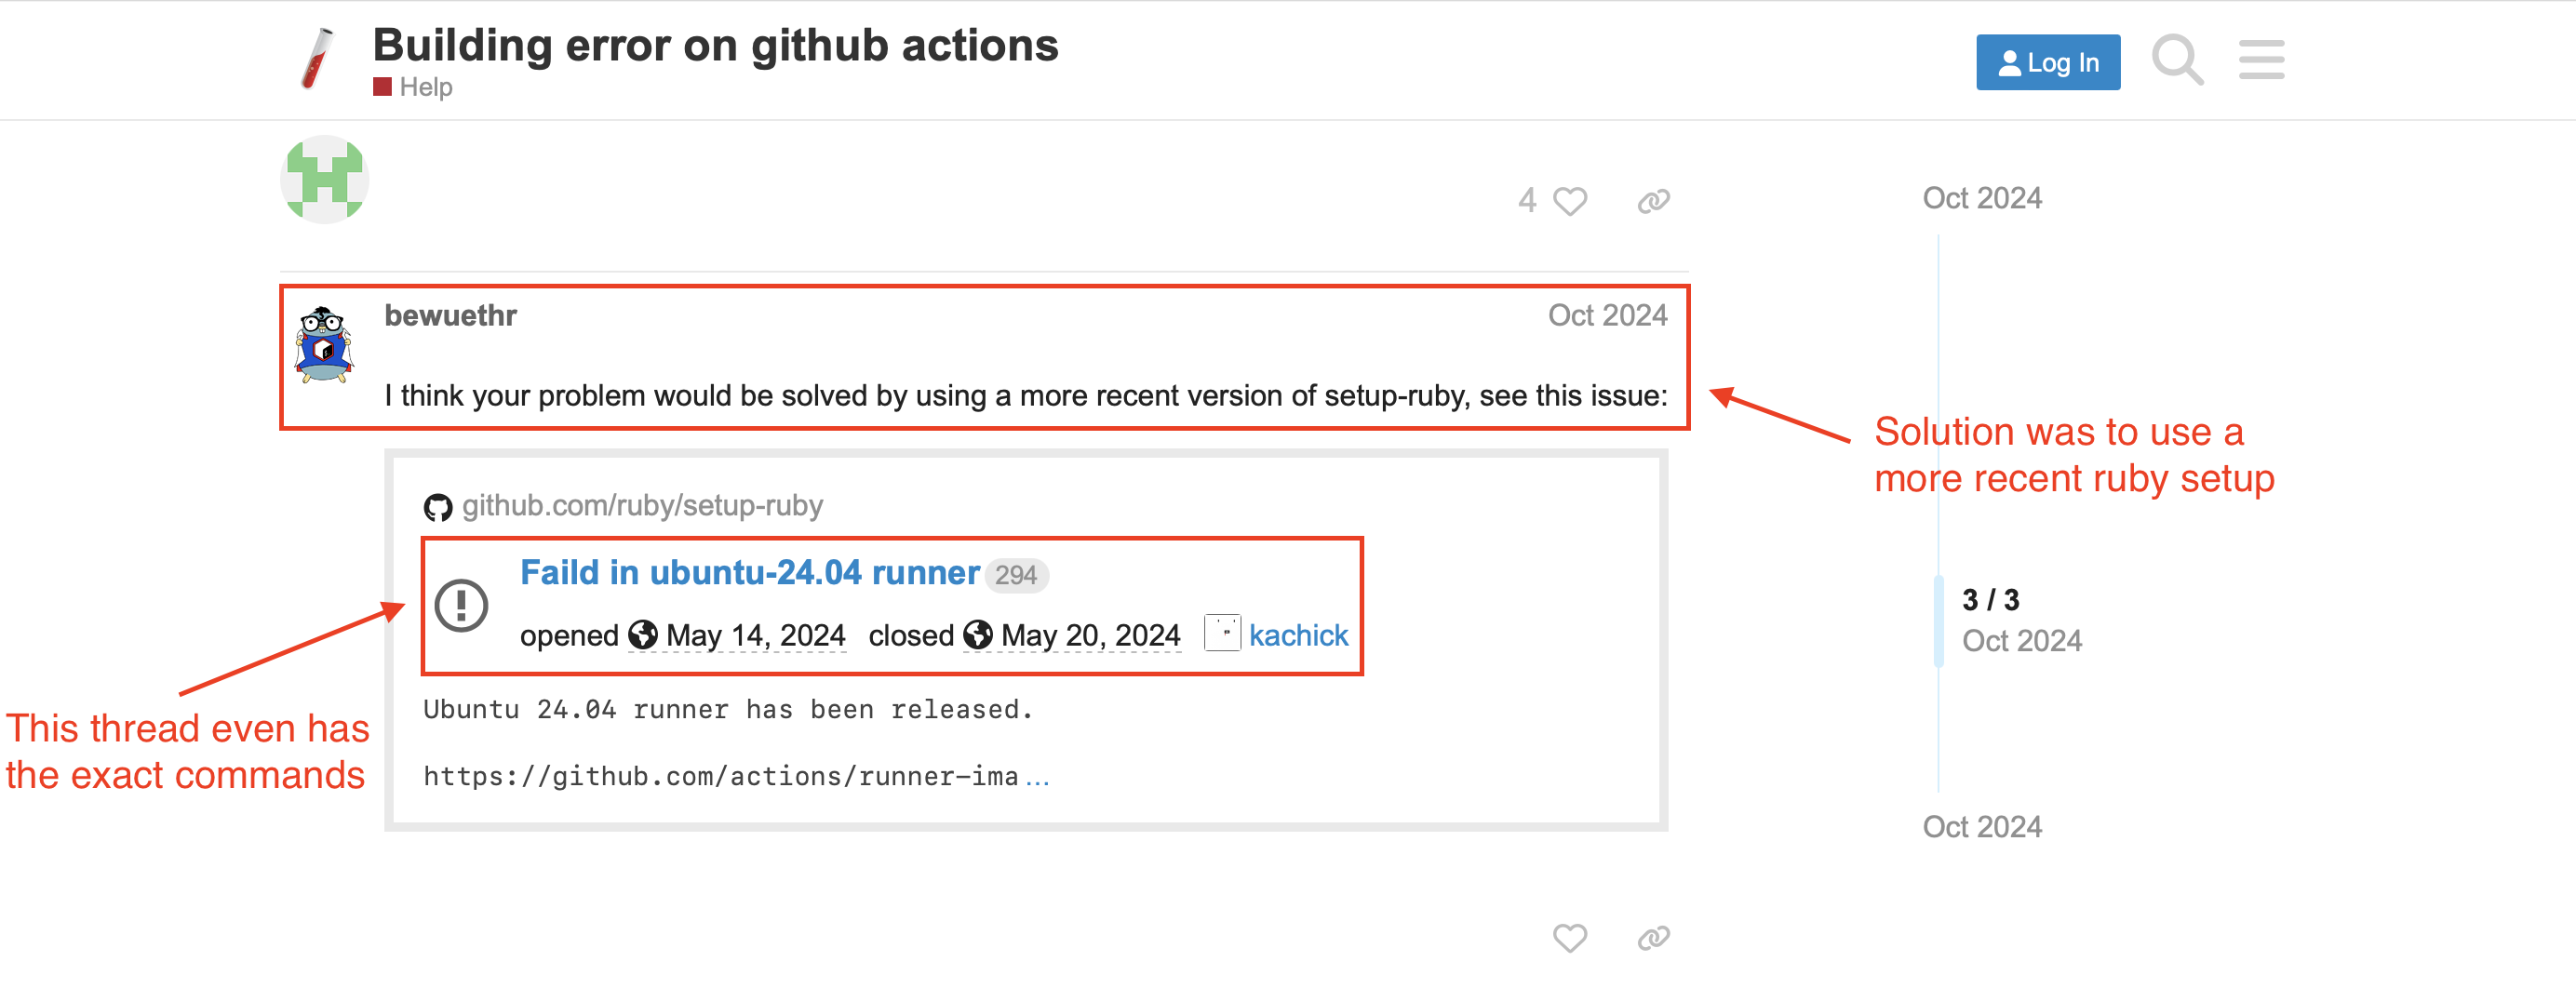 Building error on github actions
Help
Log In
4
Oct 2024
bewuethr
Oct 2024
I think your problem would be solved by using a more recent version of setup-ruby, see this issue:
Solution was to use a
more recent ruby setup
github.com/ruby/setup-ruby
Faild in ubuntu-24.04 runner 294
opened May 14, 2024 closed May 20, 2024 kachick
3 / 3
Oct 2024
This thread even has
the exact commands
Ubuntu 24.04 runner has been released.
https://github.com/actions/runner-ima ...
Oct 2024